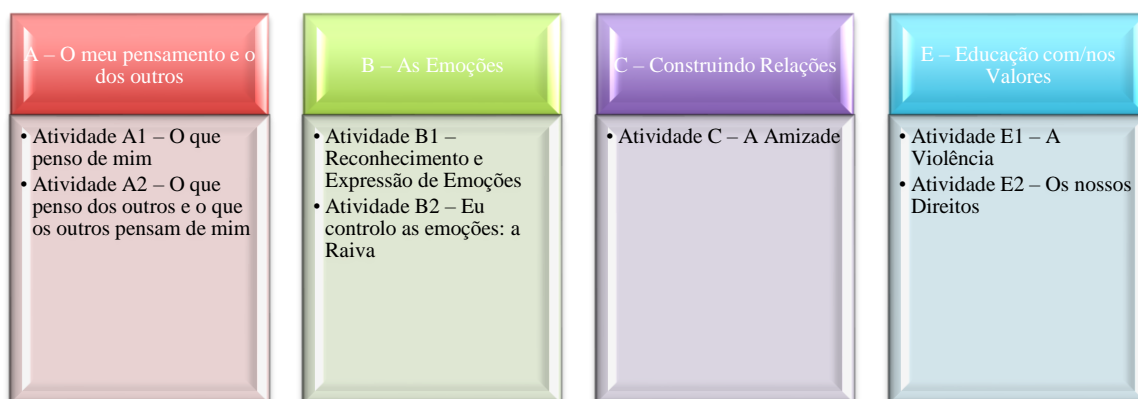 A – O meu pensamento e o
dos outros
• Atividade A1 – O que
penso de mim
• Atividade A2 – O que
penso dos outros e o que
os outros pensam de mim
B – As Emoções
• Atividade B1 –
Reconhecimento e
Expressão de Emoções
• Atividade B2 – Eu
controlo as emoções: a
Raiva
C – Construindo Relações
• Atividade C – A Amizade
E – Educação com/nos
Valores
• Atividade E1 – A
Violência
• Atividade E2 – Os nossos
Direitos